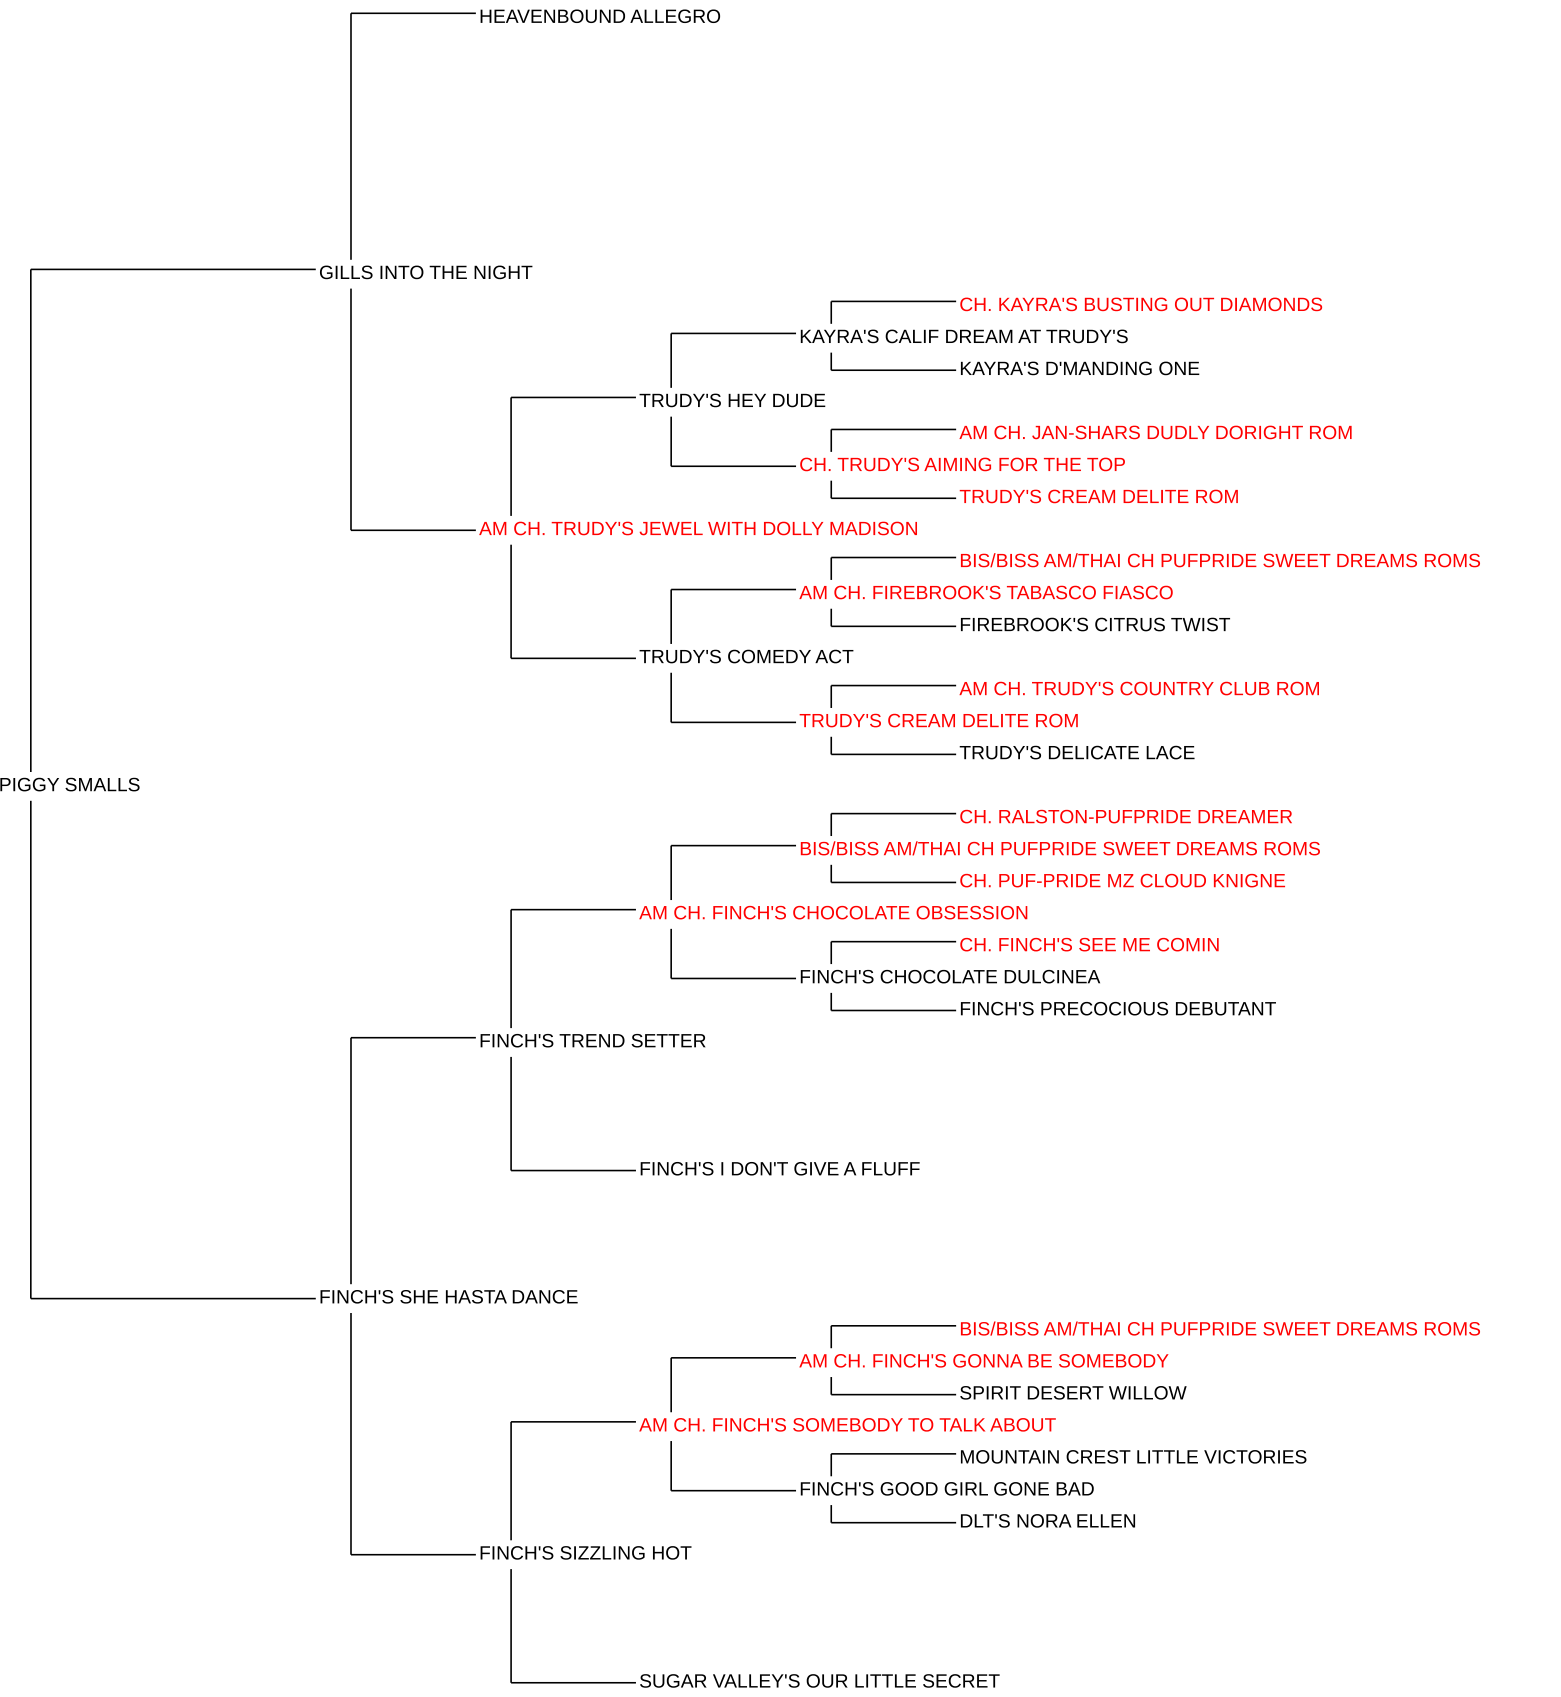 HEAVENBOUND ALLEGRO
GILLS INTO THE NIGHT
CH. KAYRA'S BUSTING OUT DIAMONDS
KAYRA'S CALIF DREAM AT TRUDY'S
KAYRA'S D'MANDING ONE
TRUDY'S HEY DUDE
AM CH. JAN-SHARS DUDLY DORIGHT ROM
CH. TRUDY'S AIMING FOR THE TOP
TRUDY'S CREAM DELITE ROM
AM CH. TRUDY'S JEWEL WITH DOLLY MADISON
BIS/BISS AM/THAI CH PUFPRIDE SWEET DREAMS ROMS
AM CH. FIREBROOK'S TABASCO FIASCO
FIREBROOK'S CITRUS TWIST
TRUDY'S COMEDY ACT
AM CH. TRUDY'S COUNTRY CLUB ROM
TRUDY'S CREAM DELITE ROM
TRUDY'S DELICATE LACE
PIGGY SMALLS
CH. RALSTON-PUFPRIDE DREAMER
BIS/BISS AM/THAI CH PUFPRIDE SWEET DREAMS ROMS
CH. PUF-PRIDE MZ CLOUD KNIGNE
AM CH. FINCH'S CHOCOLATE OBSESSION
CH. FINCH'S SEE ME COMIN
FINCH'S CHOCOLATE DULCINEA
FINCH'S PRECOCIOUS DEBUTANT
FINCH'S TREND SETTER
FINCH'S I DON'T GIVE A FLUFF
FINCH'S SHE HASTA DANCE
BIS/BISS AM/THAI CH PUFPRIDE SWEET DREAMS ROMS
AM CH. FINCH'S GONNA BE SOMEBODY
SPIRIT DESERT WILLOW
AM CH. FINCH'S SOMEBODY TO TALK ABOUT
MOUNTAIN CREST LITTLE VICTORIES
FINCH'S GOOD GIRL GONE BAD
DLT'S NORA ELLEN
FINCH'S SIZZLING HOT
SUGAR VALLEY'S OUR LITTLE SECRET